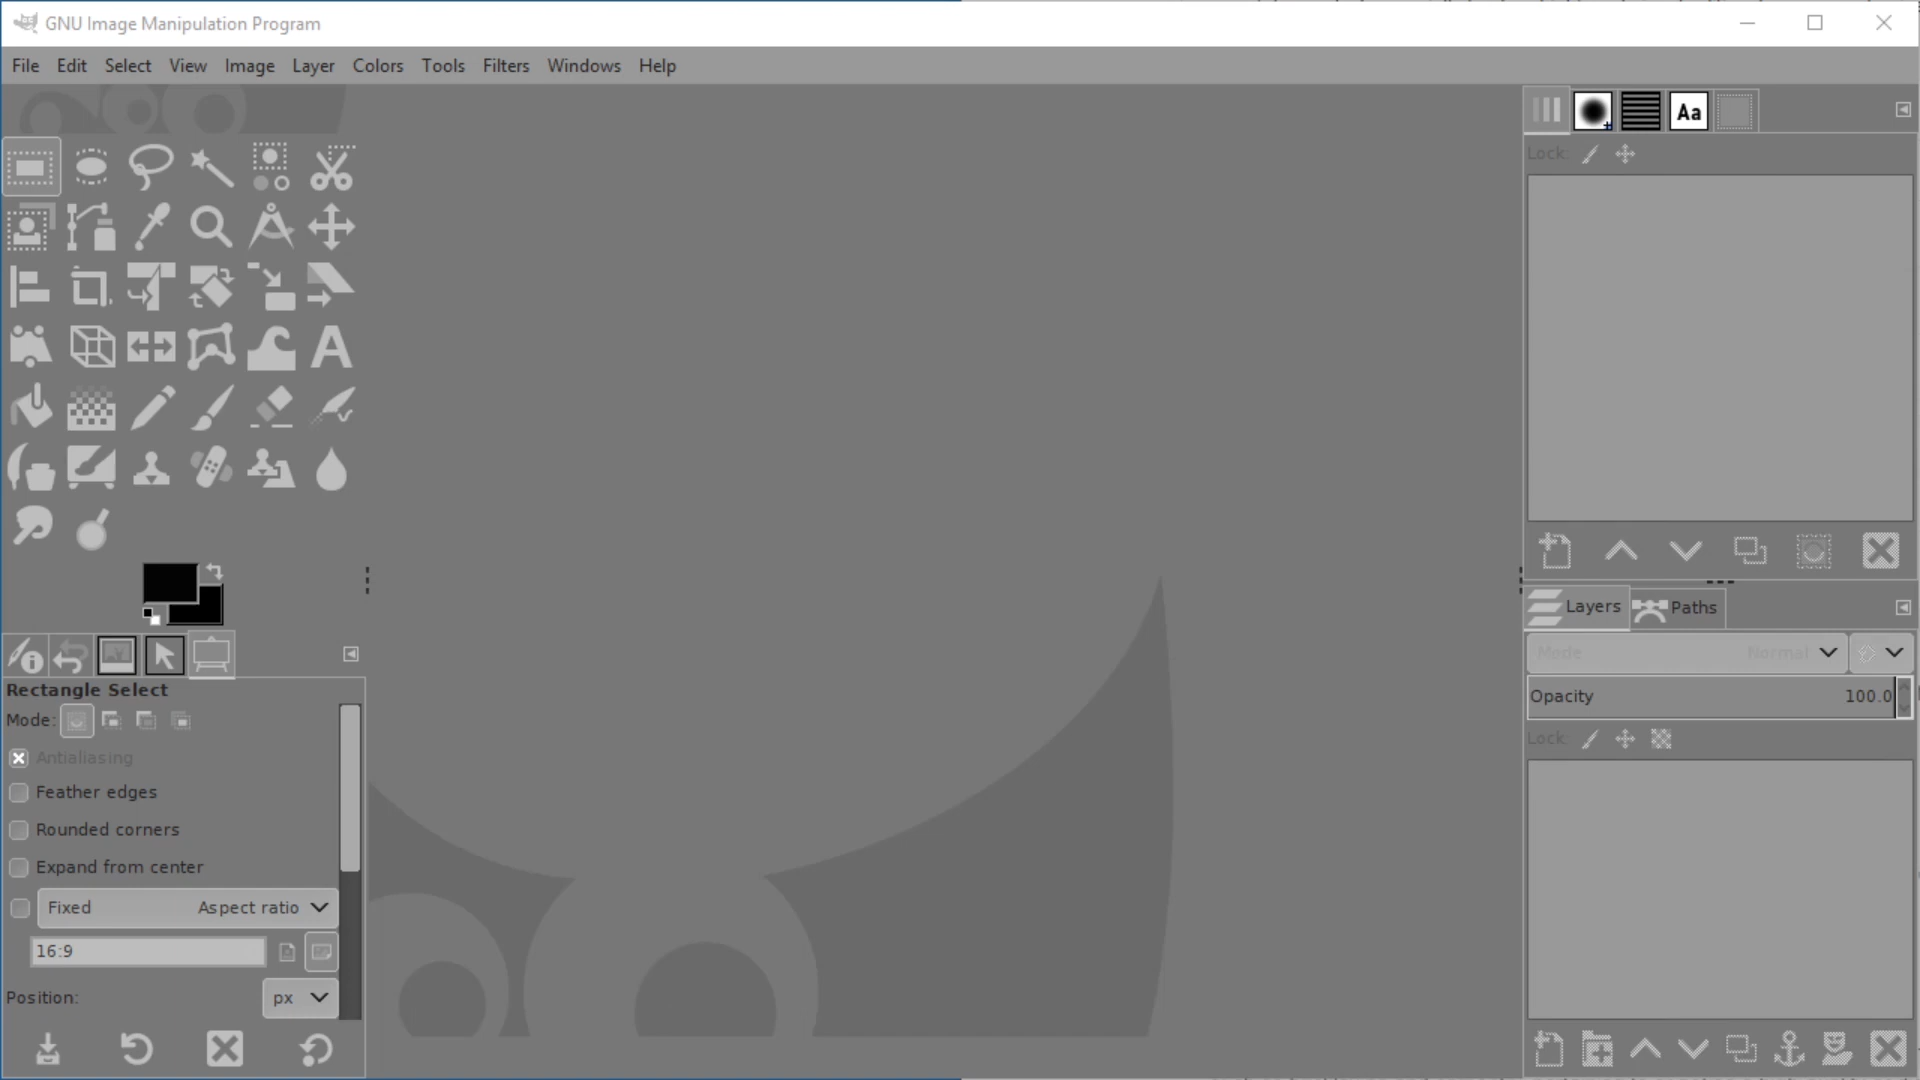 GNU Image Manipulation Program
File Edit Select View Image Layer Colors Tools Filters Windows Help
Aa
Lock:
Layers Paths
Mode Normal
Opacity 100.0
Lock:
Rectangle Select
Mode:
Antialiasing
Feather edges
Rounded corners
Expand from center
Fixed Aspect ratio
16:9
Position: px